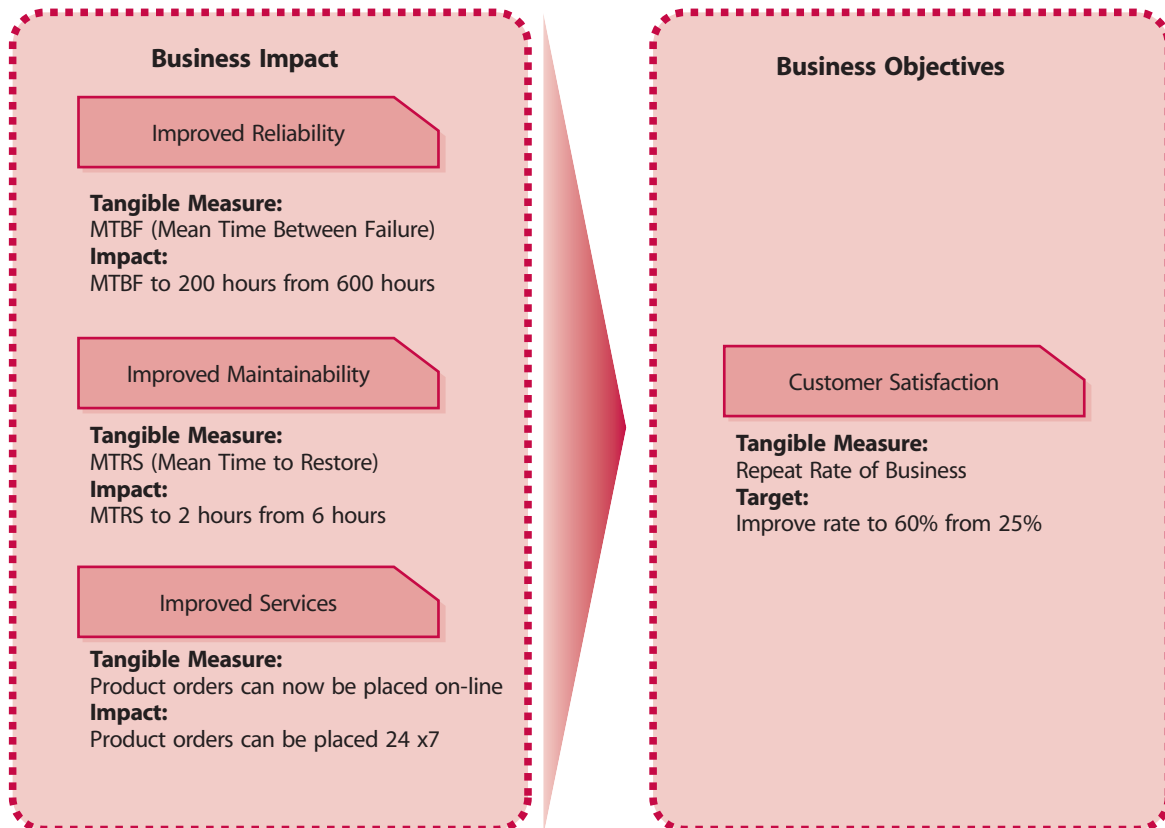 Business Impact
Improved Reliability
Tangible Measure:
MTBF (Mean Time Between Failure)
Impact:
MTBF to 200 hours from 600 hours
Improved Maintainability
Tangible Measure:
MTRS (Mean Time to Restore)
Impact:
MTRS to 2 hours from 6 hours
Improved Services
Tangible Measure:
Product orders can now be placed on-line
Impact:
Product orders can be placed 24 x7
Business Objectives
Customer Satisfaction
Tangible Measure:
Repeat Rate of Business
Target:
Improve rate to 60% from 25%